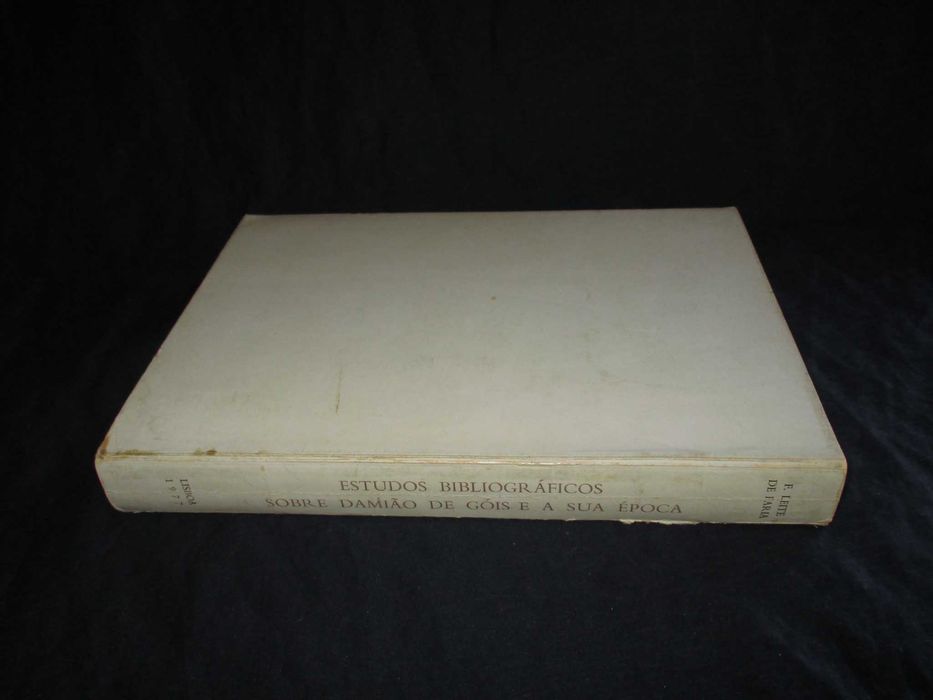 ESTUDOS BIBLIOGRÁFICOS
SOBRE DAMIÃO DE GÓIS E A SUA ÉPOCA
F. LEITE
DE FARIA
LISBOA
1977